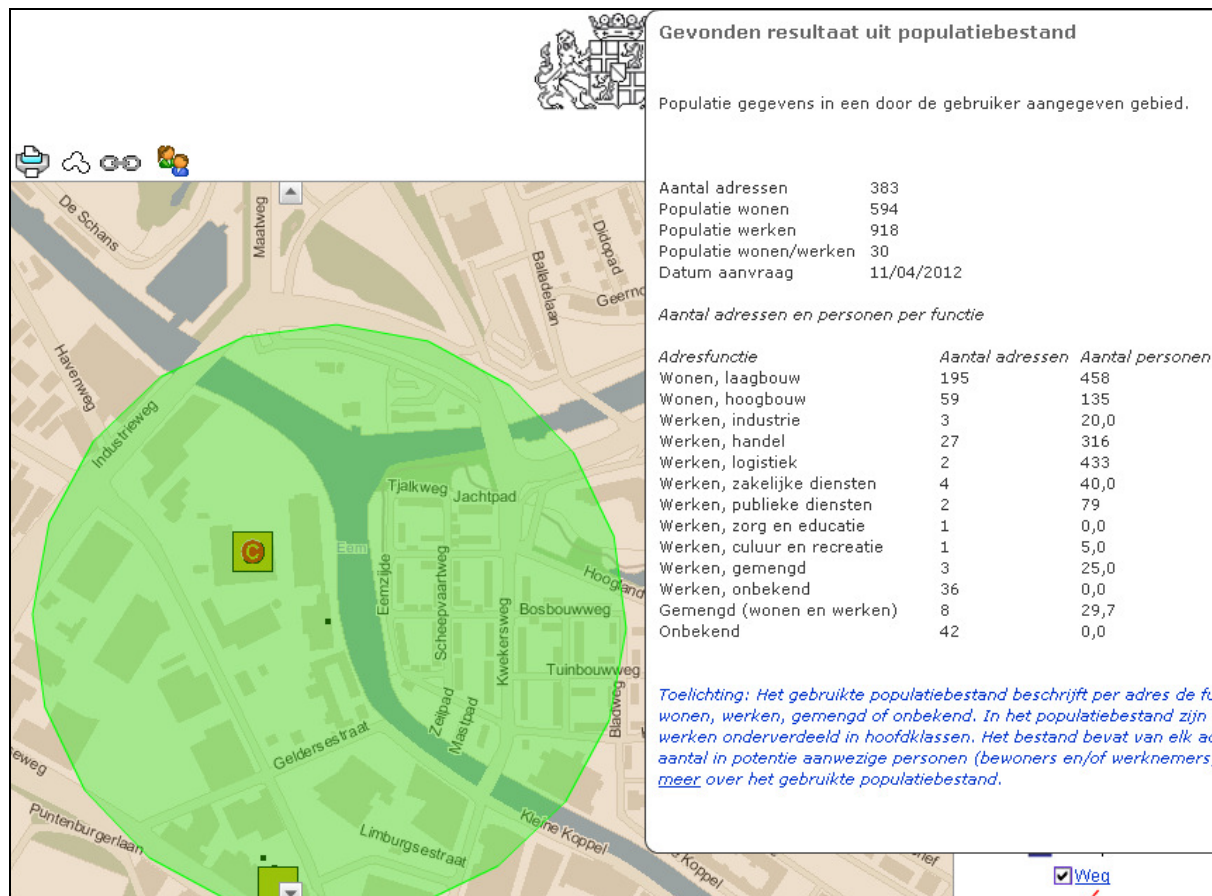 Gevonden resultaat uit populatiebestand
Populatie gegevens in een door de gebruiker aangegeven gebied.
Aantal adressen 383
Populatie wonen 594
Populatie werken 918
Populatie wonen/werken 30
Datum aanvraag 11/04/2012
Aantal adressen en personen per functie
Adresfunctie Aantal adressen Aantal personen
Wonen, laagbouw 195 458
Wonen, hoogbouw 59 135
Werken, industrie 3 20,0
Werken, handel 27 316
Werken, logistiek 2 433
Werken, zakelijke diensten 4 40,0
Werken, publieke diensten 2 79
Werken, zorg en educatie 1 0,0
Werken, culuur en recreatie 1 5,0
Werken, gemengd 3 25,0
Werken, onbekend 36 0,0
Gemengd (wonen en werken) 8 29,7
Onbekend 42 0,0
Toelichting: Het gebruikte populatiebestand beschrijft per adres de fu
wonen, werken, gemengd of onbekend. In het populatiebestand zijn
werken onderverdeeld in hoofdklassen. Het bestand bevat van elk ad
aantal in potentie aanwezige personen (bewoners en/of werknemers
meer over het gebruikte populatiebestand.
Weg
De Schans
Maatweg
Didopad
Balladelaan
Geerno
Havenweg
Industrieweg
Tjalkweg
Jachtpad
C
Eem
Eemzijde
Scheepvaartweg
Kwekersweg
Hoogland
Bosbouwweg
Tuinbouwweg
Zeilpad
Mastpad
Bladweg
Geldersestraat
eweg
Puntenburgerlaan
Limburgsestraat
Kleine Koppel
Koppel